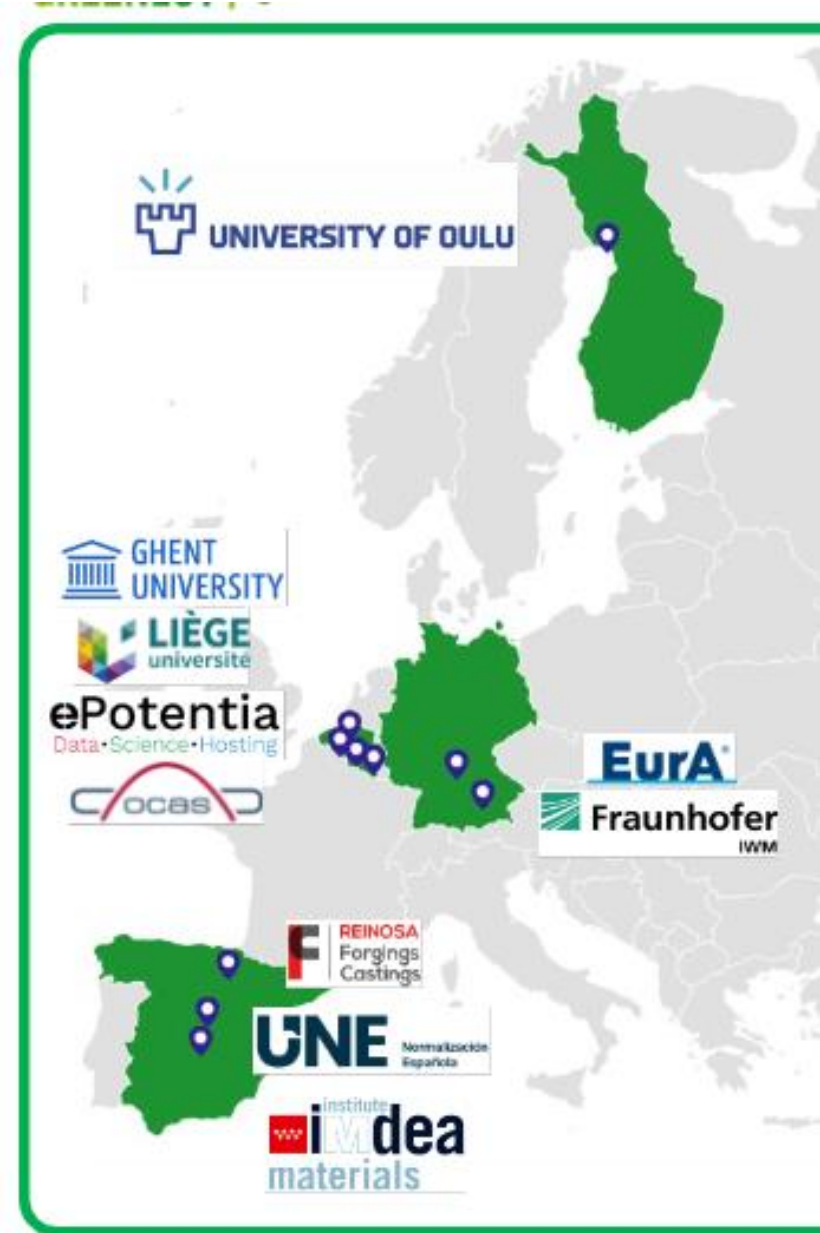 UNIVERSITY OF OULU
GHENT
UNIVERSITY
LIÈGE
université
ePotentia
Data•Science•Hosting
ocas
EurA
Fraunhofer
IWM
REINOSA
Forgings
Castings
UNE
Normalización
Española
institute
iMdea
materials